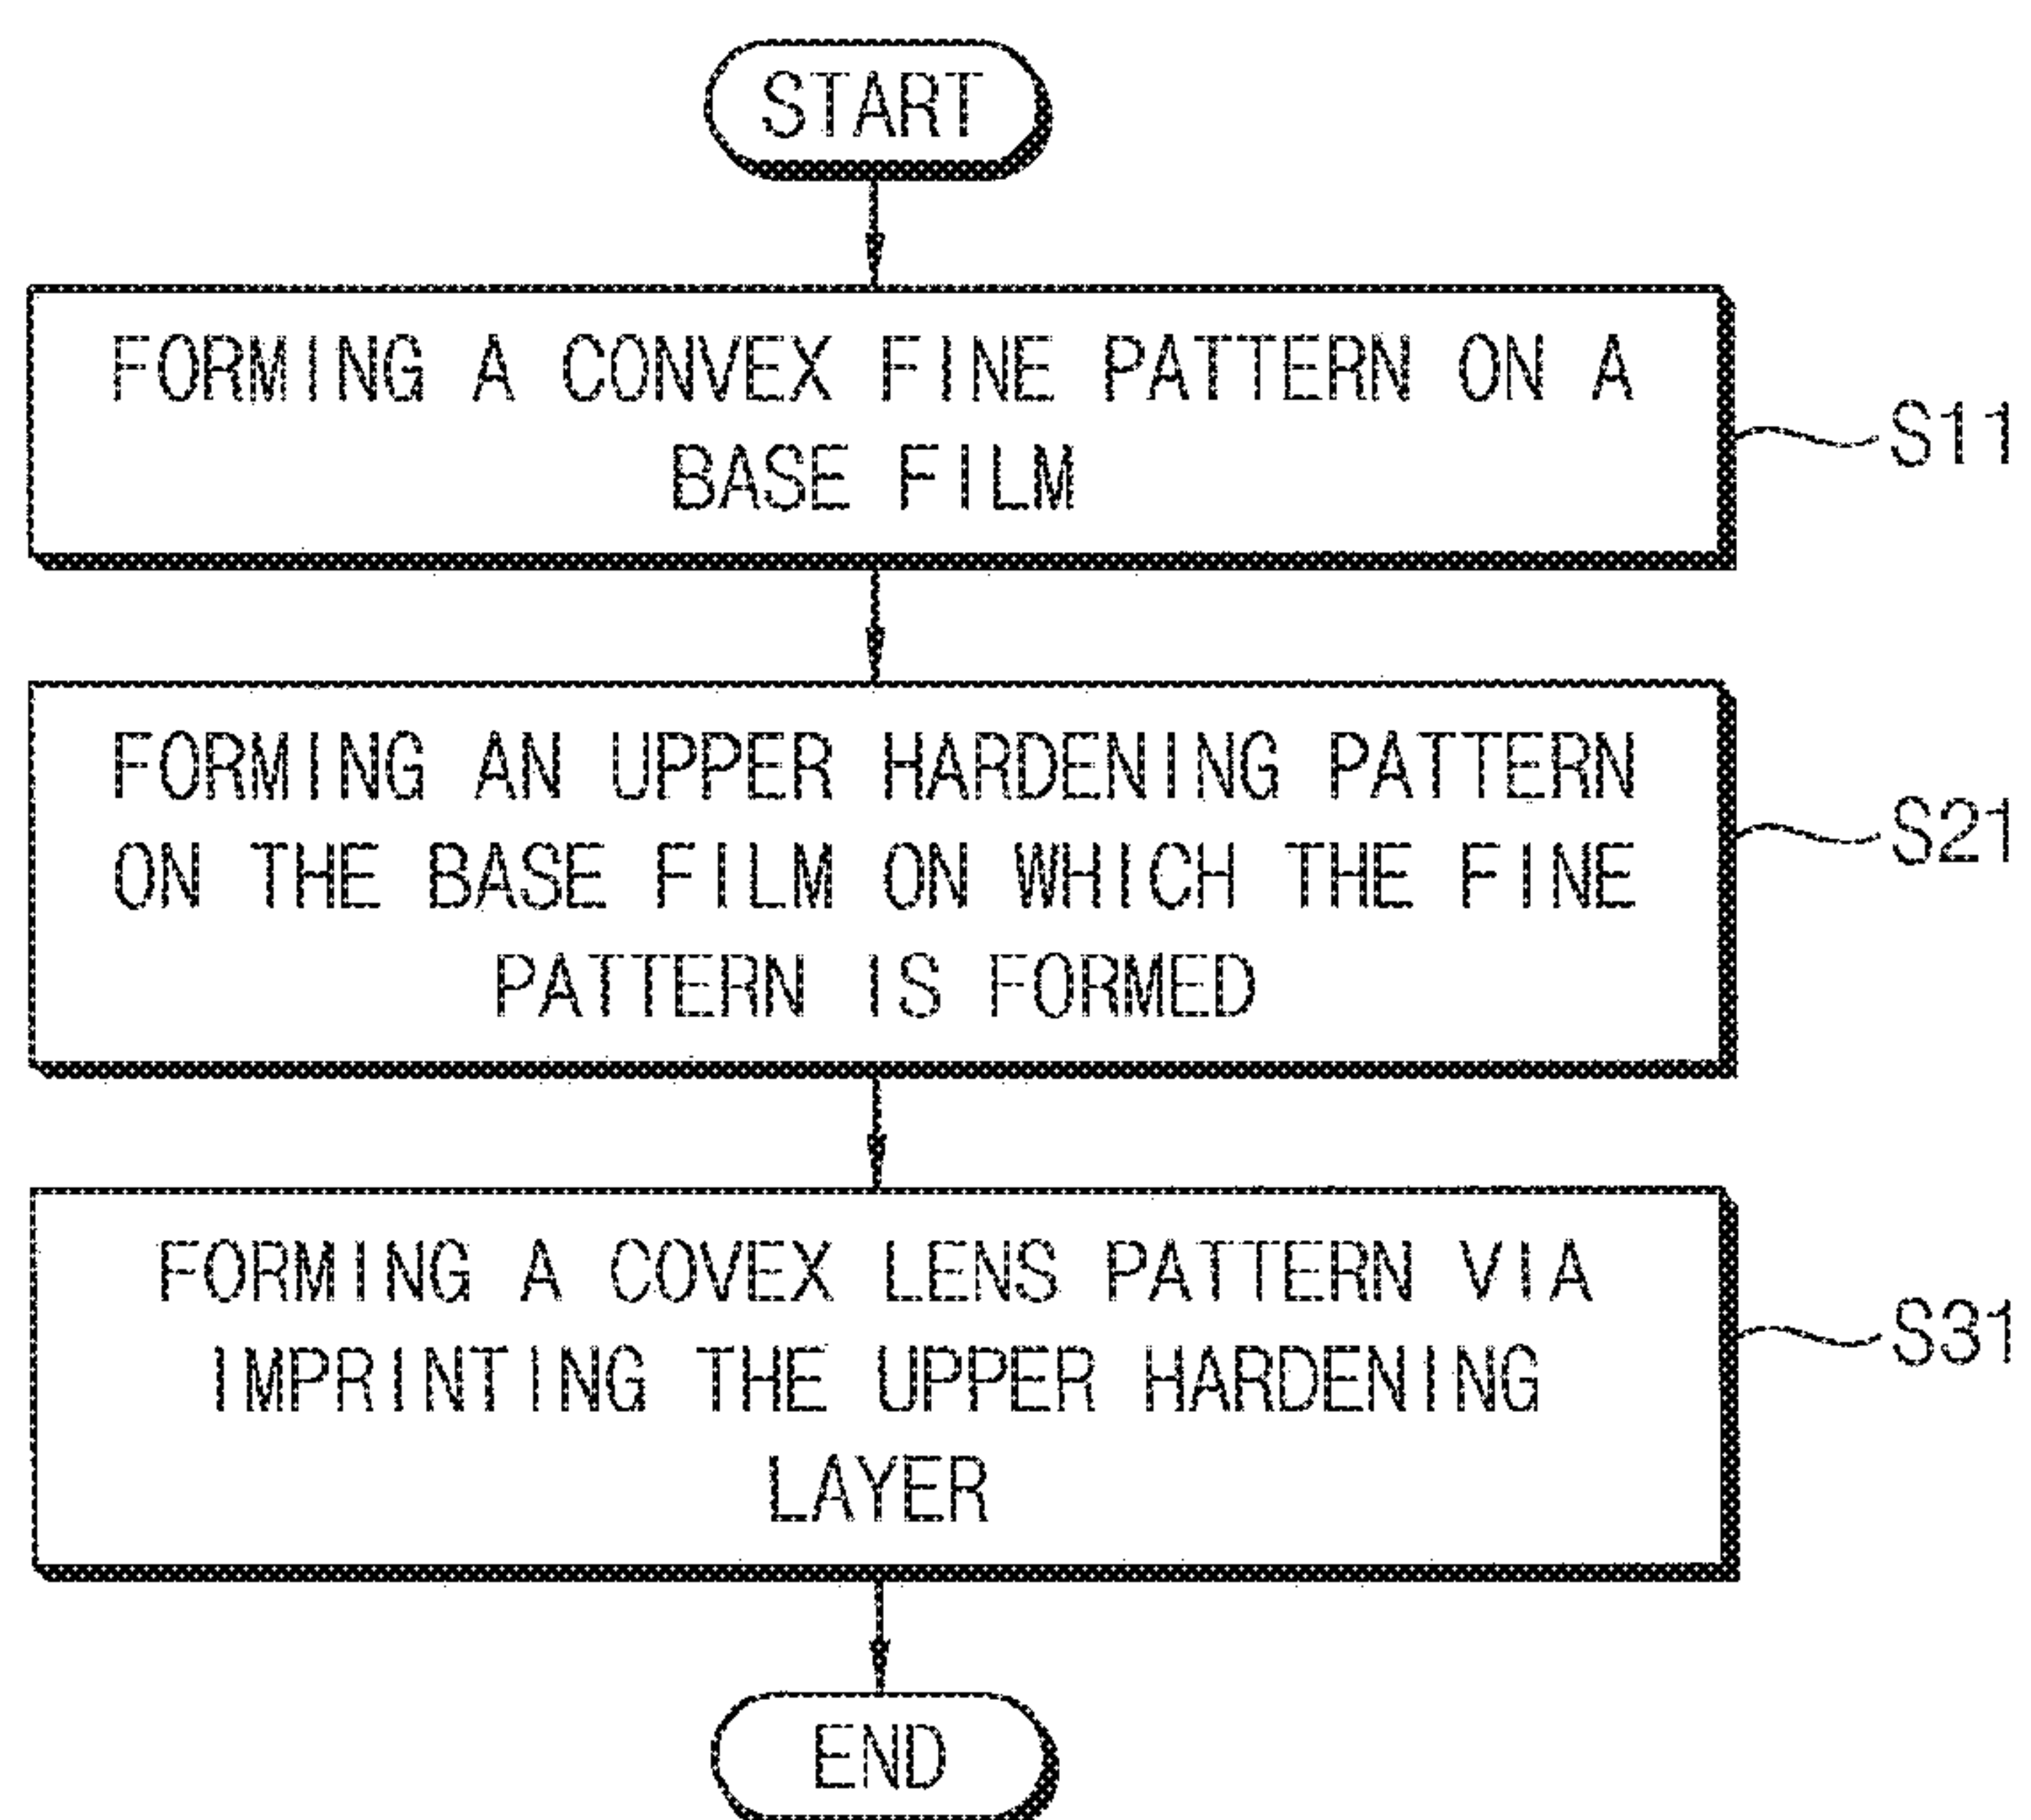 START
FORMING A CONVEX FINE PATTERN ON A
BASE FILM
S11
FORMING AN UPPER HARDENING PATTERN
ON THE BASE FILM ON WHICH THE FINE
PATTERN IS FORMED
S21
FORMING A COVEX LENS PATTERN VIA
IMPRINTING THE UPPER HARDENING
LAYER
S31
END